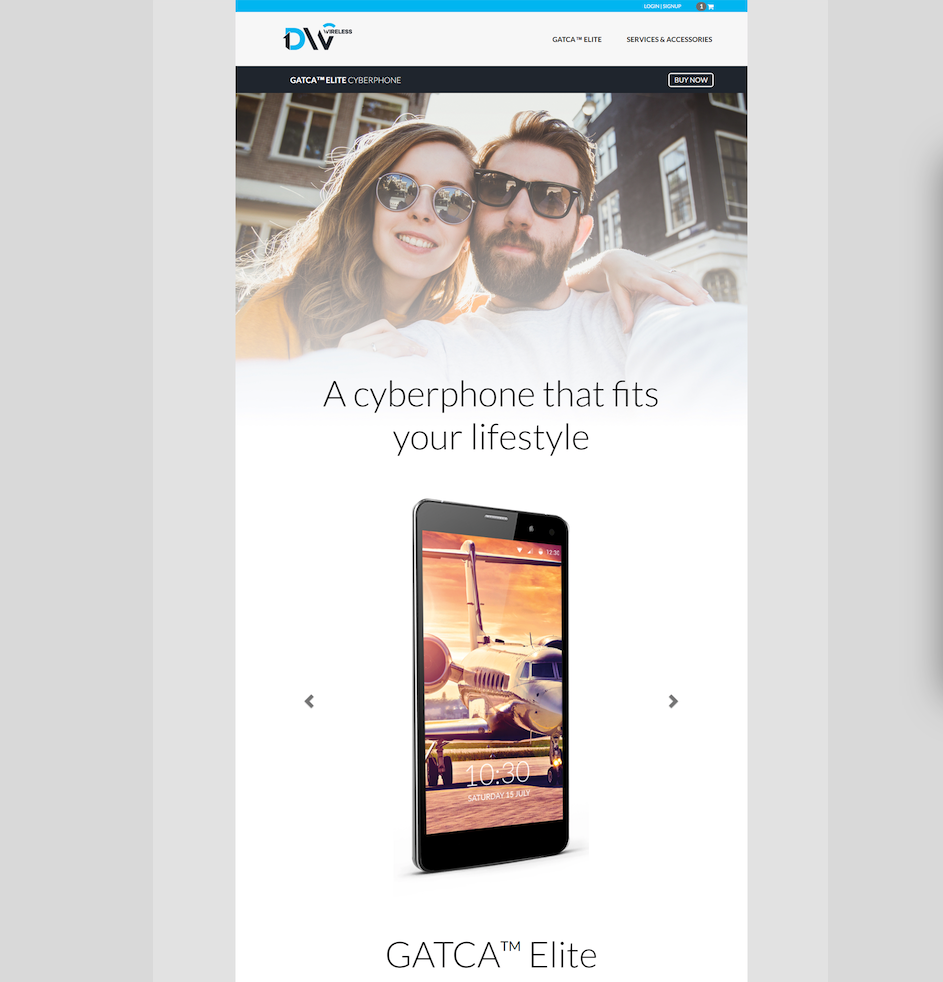 LOGIN | SIGNUP
1
DW WIRELESS
GATCA™ ELITE
SERVICES & ACCESSORIES
GATCA™ ELITE CYBERPHONE
BUY NOW
A cyberphone that fits
your lifestyle
12:30
10:30
SATURDAY 15 JULY
GATCA™ Elite